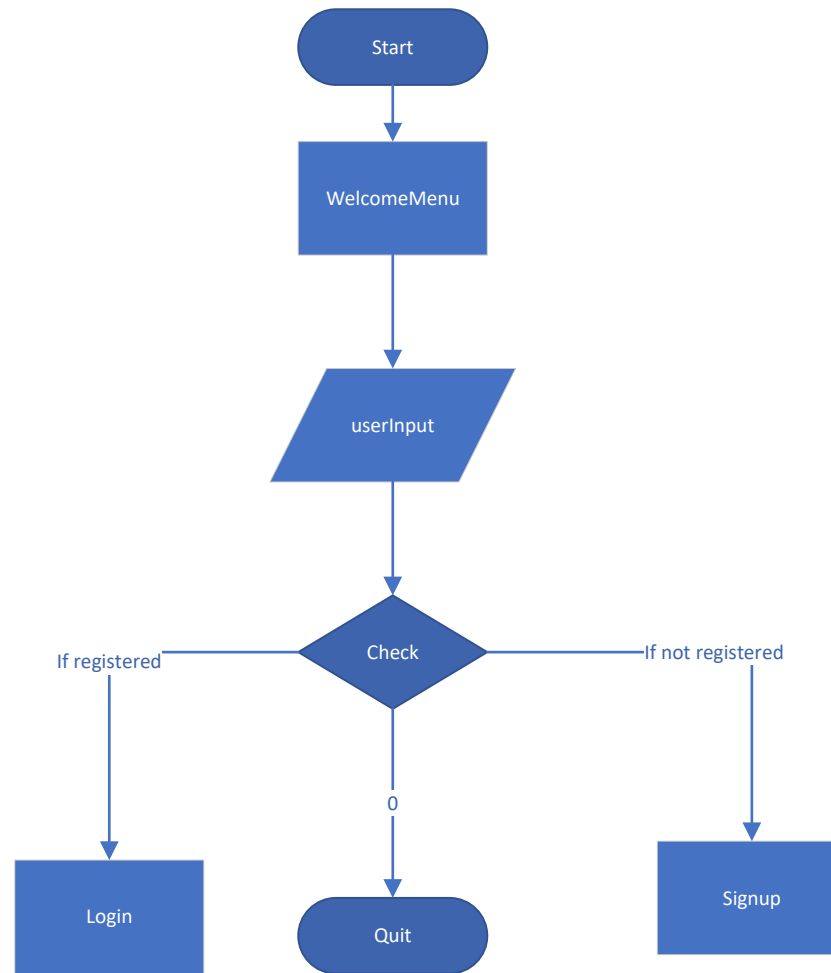 Start
WelcomeMenu
userInput
Check
If registered
If not registered
0
Login
Quit
Signup